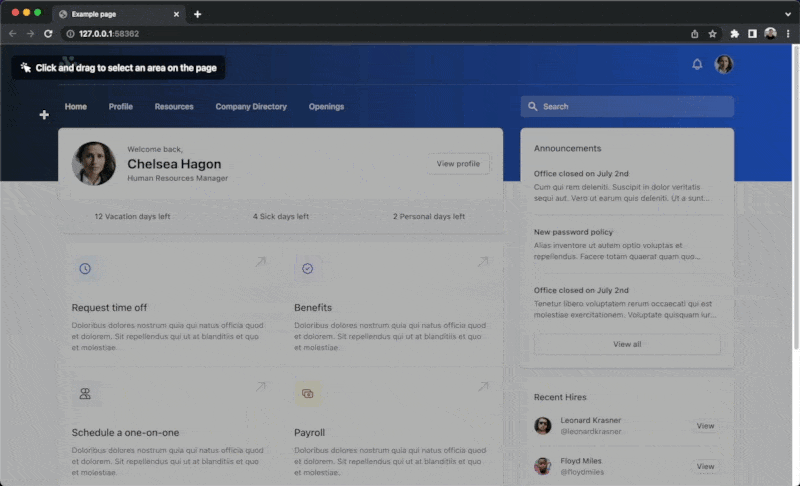 Example page
127.0.0.1:58362
Click and drag to select an area on the page
Home Profile Resources Company Directory Openings
Search
Welcome back,
Chelsea Hagon
Human Resources Manager
View profile
12 Vacation days left
4 Sick days left
2 Personal days left
Request time off
Doloribus dolores nostrum quia qui natus officia quod
et dolorem. Sit repellendus qui ut at blanditiis et quo
et molestiae.
Benefits
Doloribus dolores nostrum quia qui natus officia quod
et dolorem. Sit repellendus qui ut at blanditiis et quo
et molestiae.
Schedule a one-on-one
Doloribus dolores nostrum quia qui natus officia quod
et dolorem. Sit repellendus qui ut at blanditiis et quo
et molestiae.
Payroll
Doloribus dolores nostrum quia qui natus officia quod
et dolorem. Sit repellendus qui ut at blanditiis et quo
et molestiae.
Announcements
Office closed on July 2nd
Cum qui rem deleniti. Suscipit in dolor veritatis
sequi aut. Vero ut earum quis deleniti. Ut a sunt...
New password policy
Alias inventore ut autem optio voluptas et
repellendus. Facere totam quaerat quam quo...
Office closed on July 2nd
Tenetur libero voluptatem rerum occaecati qui est
molestiae exercitationem. Voluptate quisquam iur...
View all
Recent Hires
Leonard Krasner
@leonardkrasner
View
Floyd Miles
@floydmiles
View